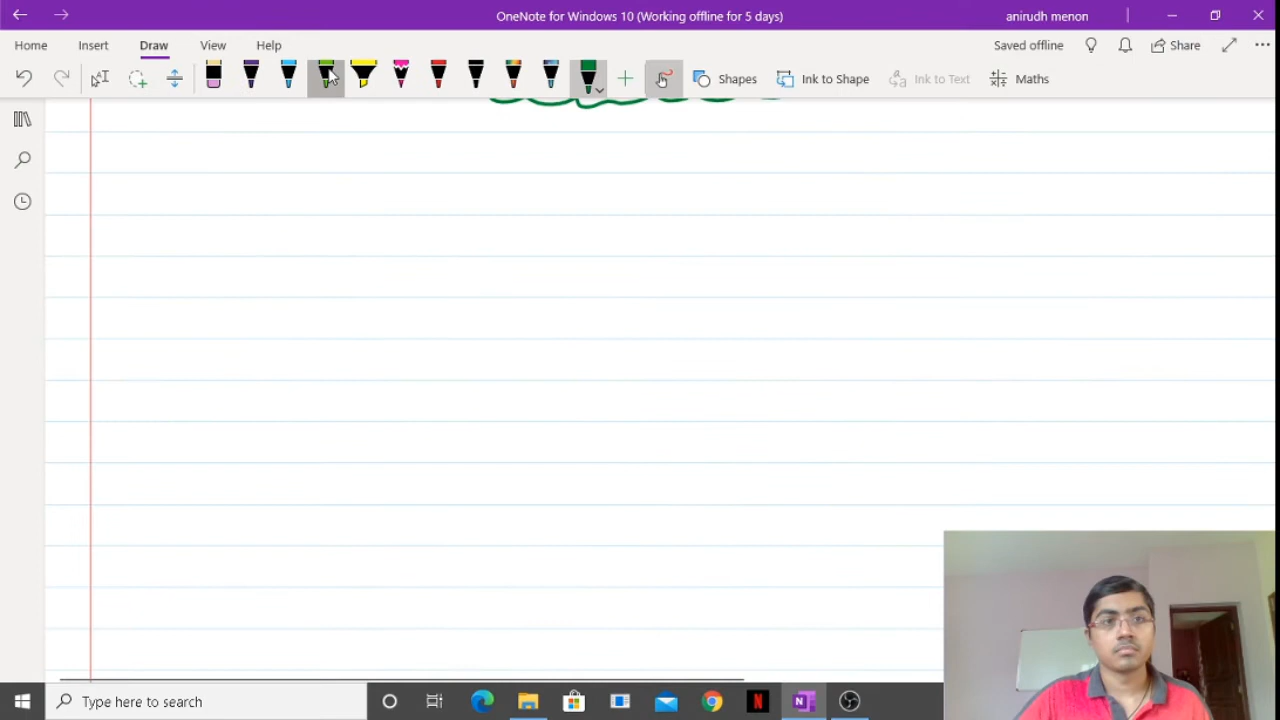 OneNote for Windows 10 (Working offline for 5 days)
anirudh menon
Home
Insert
Draw
View
Help
Saved offline
Share
Shapes
Ink to Shape
Ink to Text
Maths
Type here to search